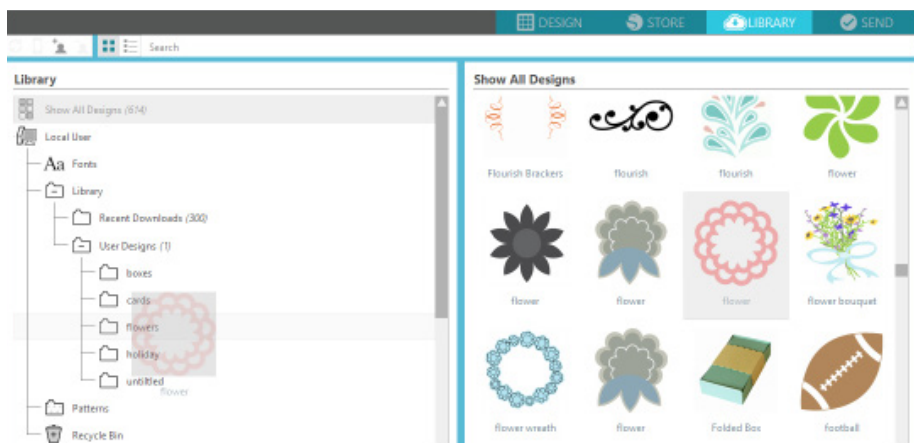 DESIGN STORE LIBRARY SEND
Search
Library
Show All Designs (614)
Local User
Aa Fonts
Library
Recent Downloads (300)
User Designs (1)
boxes
cards
flowers
holiday
untitled
flower
Patterns
Recycle Bin
Show All Designs
Flourish Brackers flourish flourish flower
flower flower flower flower bouquet
flower wreath flower Folded Box football